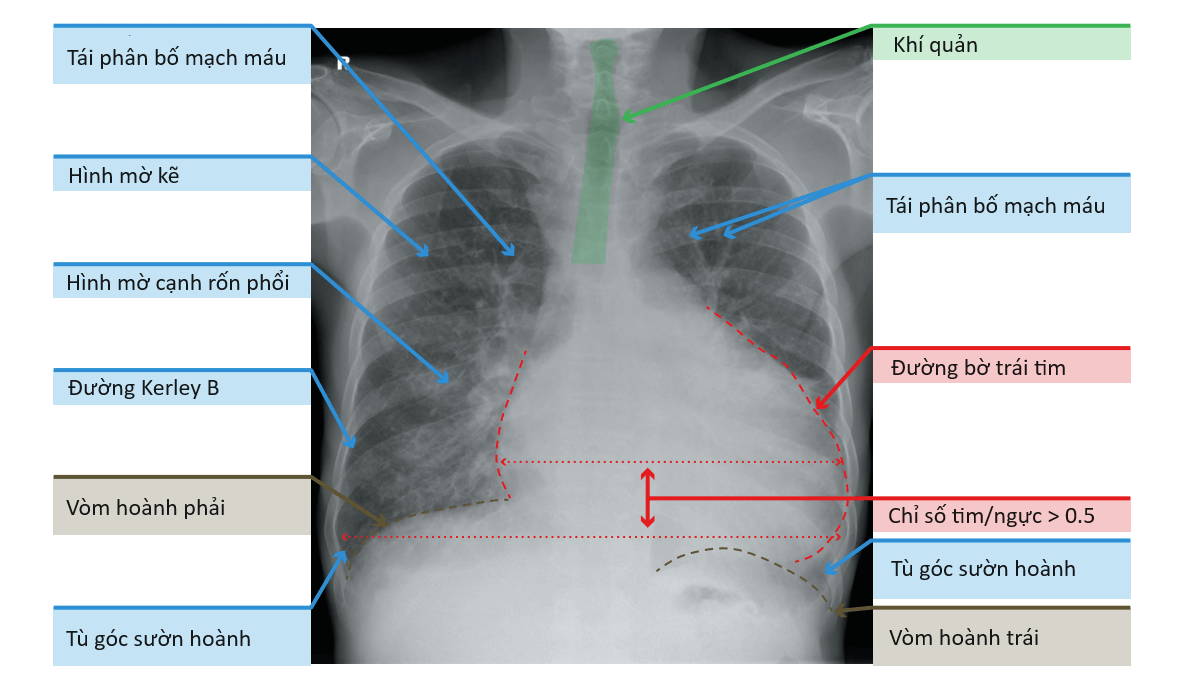 Tái phân bố mạch máu
Hình mờ kẽ
Hình mờ cạnh rốn phổi
Đường Kerley B
Vòm hoành phải
Tù góc sườn hoành
R
Khí quản
Tái phân bố mạch máu
Đường bờ trái tim
Chỉ số tim/ngực > 0.5
Tù góc sườn hoành
Vòm hoành trái